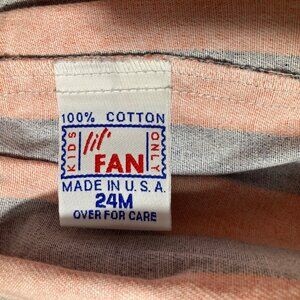 100% COTTON
KIDS lil' ONLY
FAN
MADE IN U.S.A.
24M
OVER FOR CARE